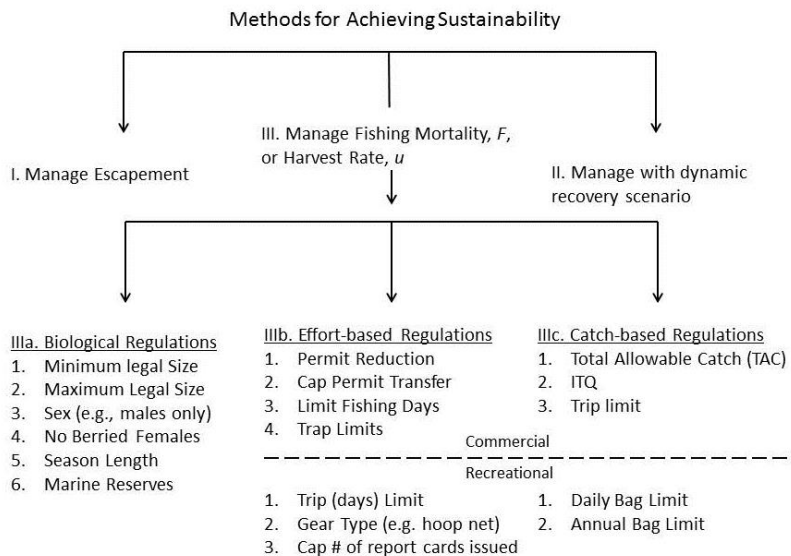 Methods for Achieving Sustainability
III. Manage Fishing Mortality, F,
or Harvest Rate, u
I. Manage Escapement
II. Manage with dynamic
recovery scenario
IIIa. Biological Regulations
1. Minimum legal Size
2. Maximum Legal Size
3. Sex (e.g., males only)
4. No Berried Females
5. Season Length
6. Marine Reserves
IIIb. Effort-based Regulations
1. Permit Reduction
2. Cap Permit Transfer
3. Limit Fishing Days
4. Trap Limits
IIIc. Catch-based Regulations
1. Total Allowable Catch (TAC)
2. ITQ
3. Trip limit
Commercial
Recreational
1. Trip (days) Limit
2. Gear Type (e.g. hoop net)
3. Cap # of report cards issued
1. Daily Bag Limit
2. Annual Bag Limit